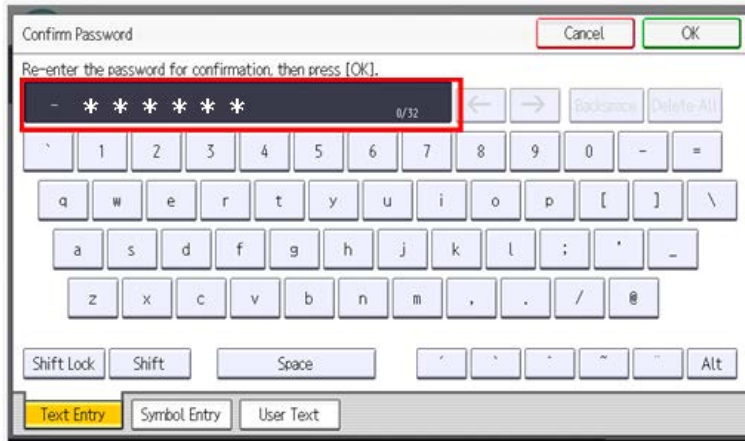 Confirm Password Cancel OK
Re-enter the password for confirmation, then press [OK].
- * * * * * * 0/32 ← → Backspace Delete All
` 1 2 3 4 5 6 7 8 9 0 - =
q w e r t y u i o p [ ] \
a s d f g h j k l ; ' _
z x c v b n m , . / @
Shift Lock Shift Space ´ ` ^ ~ ¨ Alt
Text Entry Symbol Entry User Text